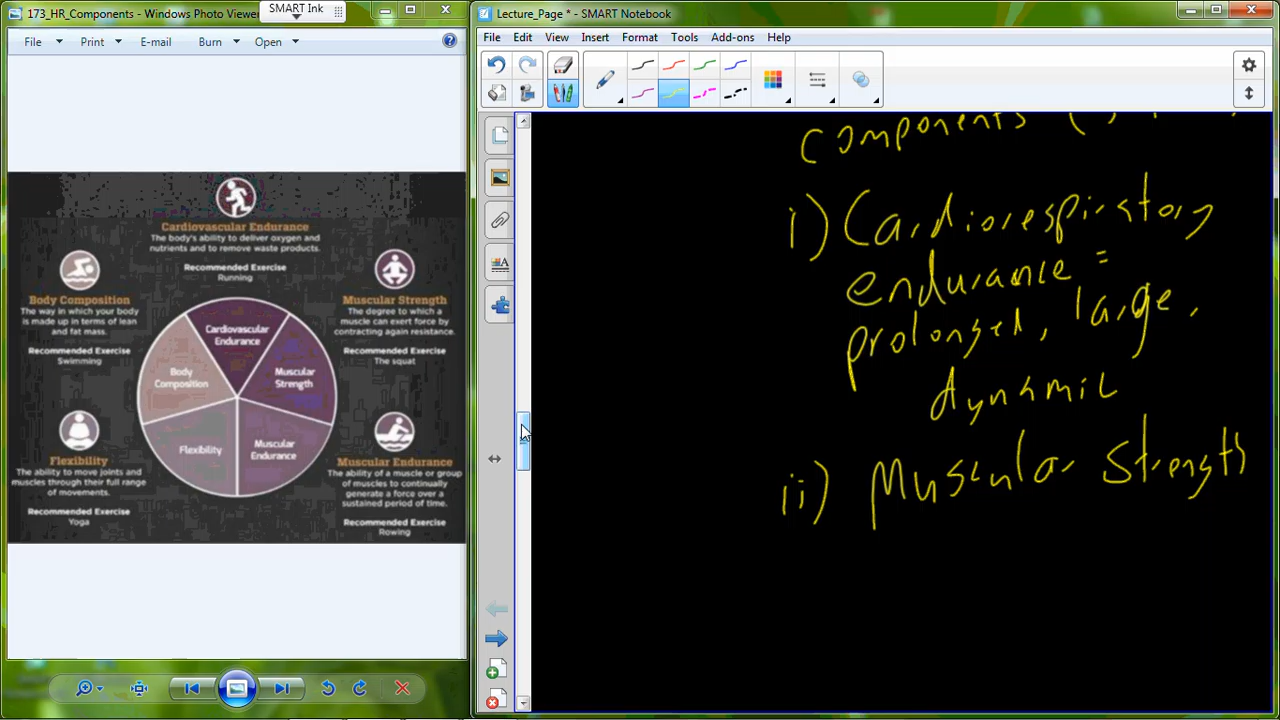 173_HR_Components - Windows Photo Viewer
SMART Ink
File Print E-mail Burn Open
Cardiovascular Endurance
The body's ability to deliver oxygen and
nutrients and to remove waste products.
Recommended Exercise
Running
Body Composition
The way in which your body
is made up in terms of lean
and fat mass.
Recommended Exercise
Swimming
Muscular Strength
The degree to which a
muscle can exert force by
contracting again resistance.
Recommended Exercise
The squat
Cardiovascular
Endurance
Body
Composition
Muscular
Strength
Flexibility
Muscular
Endurance
Flexibility
The ability to move joints and
muscles through their full range
of movements.
Recommended Exercise
Yoga
Muscular Endurance
The ability of a muscle or group
of muscles to continually
generate a force over a
sustained period of time.
Recommended Exercise
Rowing
Lecture_Page * - SMART Notebook
File Edit View Insert Format Tools Add-ons Help
components
i) Cardiorespiratory
endurance =
prolonged, large,
dynamic
ii) Muscular Strength